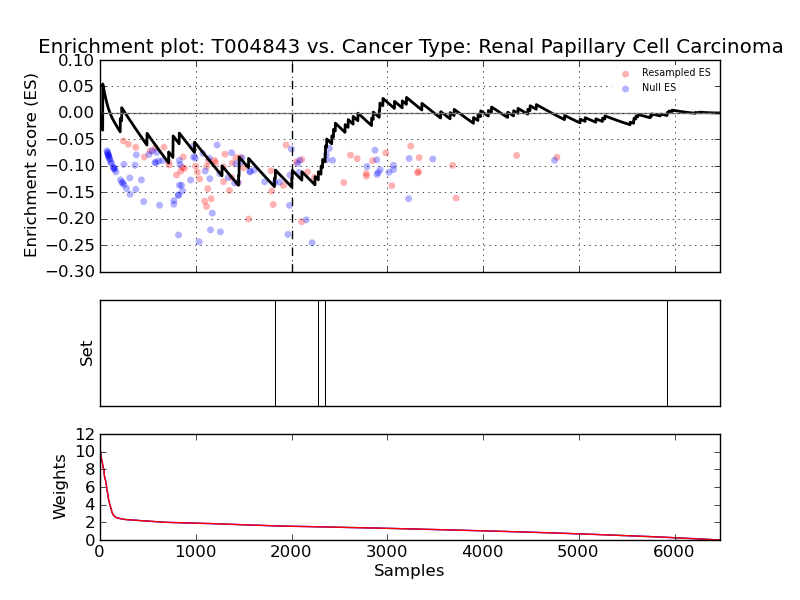 Enrichment plot: T004843 vs. Cancer Type: Renal Papillary Cell Carcinoma
Enrichment score (ES)
0.10
0.05
0.00
−0.05
−0.10
−0.15
−0.20
−0.25
−0.30
Resampled ES
Null ES
Set
Weights
12
10
8
6
4
2
0
0 1000 2000 3000 4000 5000 6000
Samples